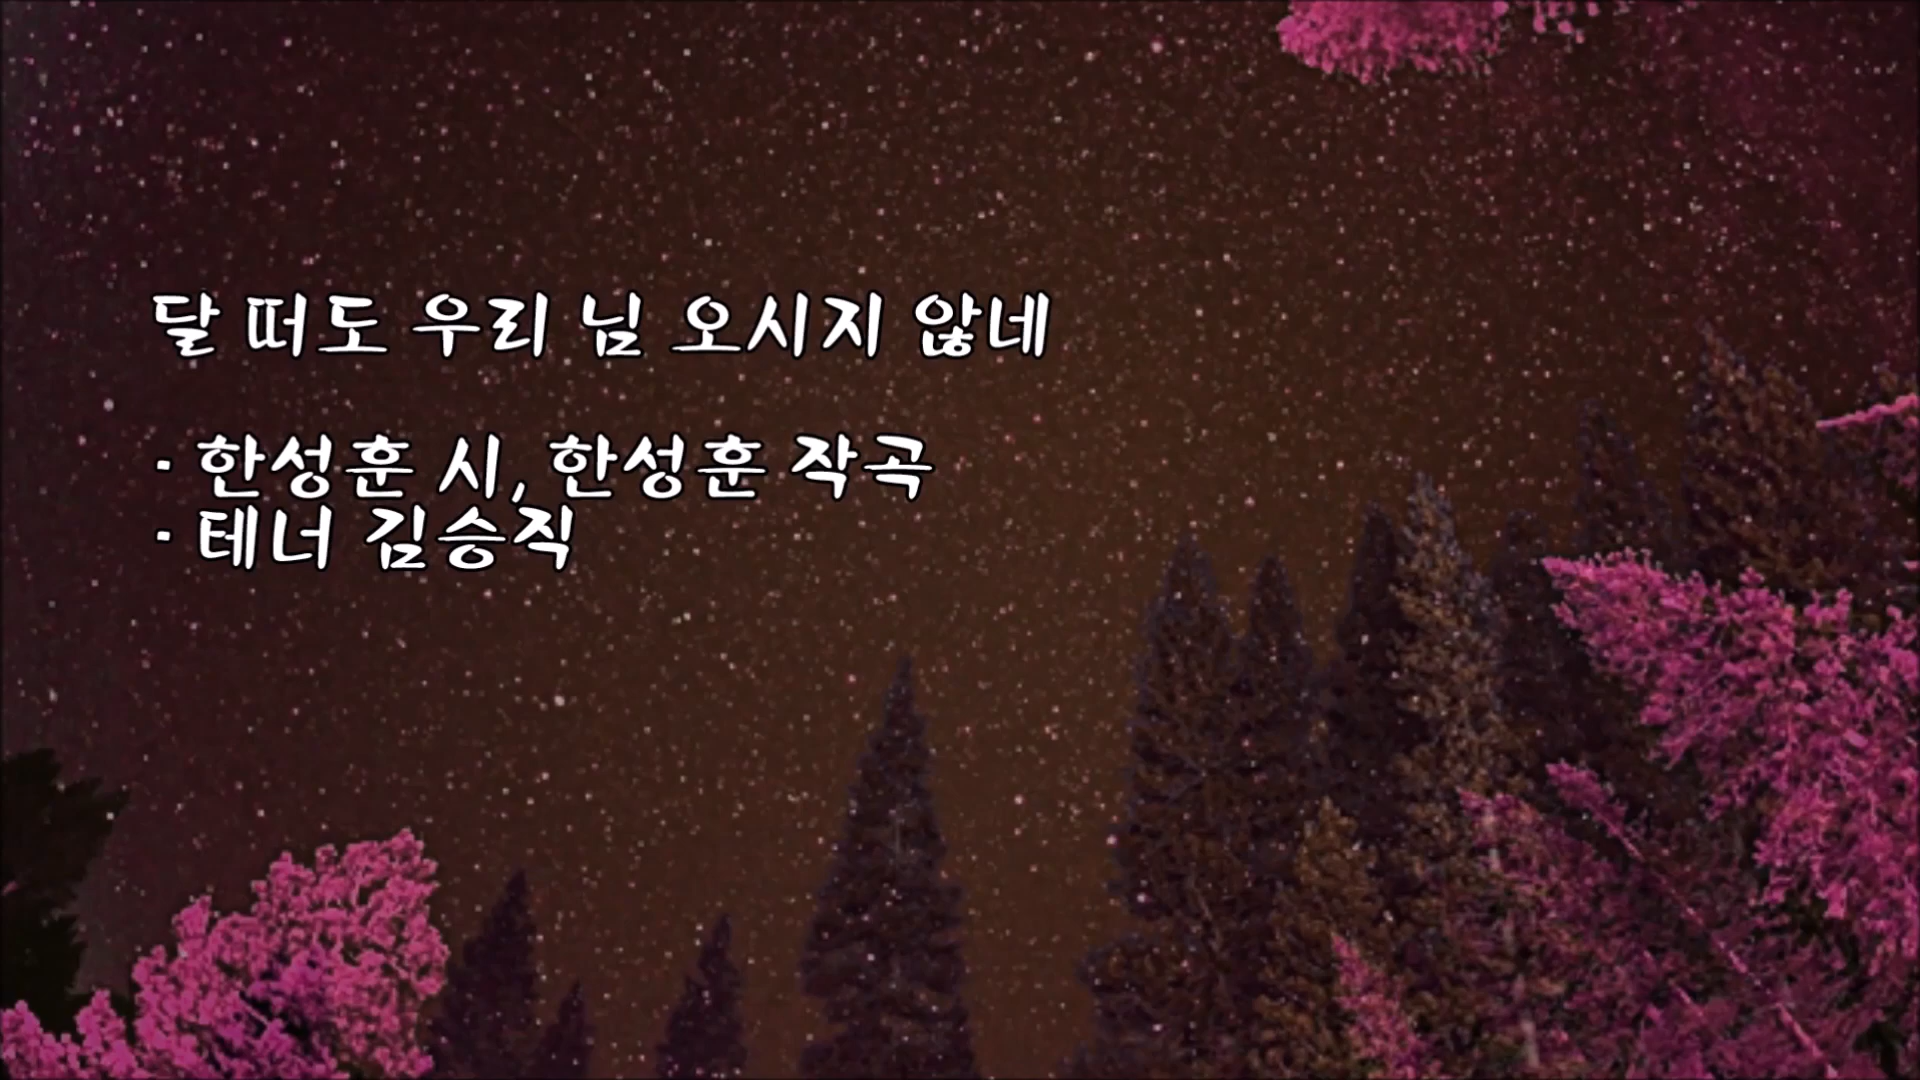 달 떠도 우리 님 오시지 않네
· 한성훈 시, 한성훈 작곡
· 테너 김승직